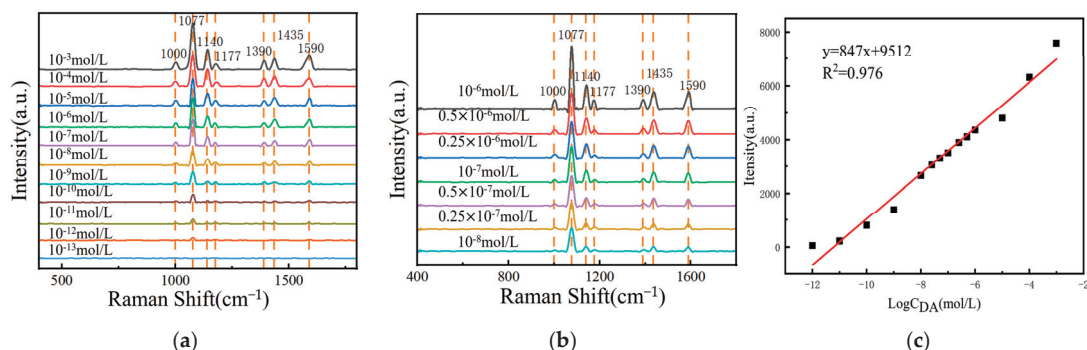 1077
1435
1000
1140
1177
1390
1590
10⁻³mol/L
10⁻⁴mol/L
10⁻⁵mol/L
10⁻⁶mol/L
10⁻⁷mol/L
10⁻⁸mol/L
10⁻⁹mol/L
10⁻¹⁰mol/L
10⁻¹¹mol/L
10⁻¹²mol/L
10⁻¹³mol/L
Intensity(a.u.)
500 1000 1500
Raman Shift(cm⁻¹)
(a)
1077
1435
1000
1140
1177
1390
1590
10⁻⁶mol/L
0.5×10⁻⁶mol/L
0.25×10⁻⁶mol/L
10⁻⁷mol/L
0.5×10⁻⁷mol/L
0.25×10⁻⁷mol/L
10⁻⁸mol/L
Intensity(a.u.)
400 800 1200 1600
Raman Shift(cm⁻¹)
(b)
y=847x+9512
R²=0.976
8000
6000
4000
2000
0
Itensity(a.u.)
−12 −10 −8 −6 −4 −2
LogC_DA(mol/L)
(c)